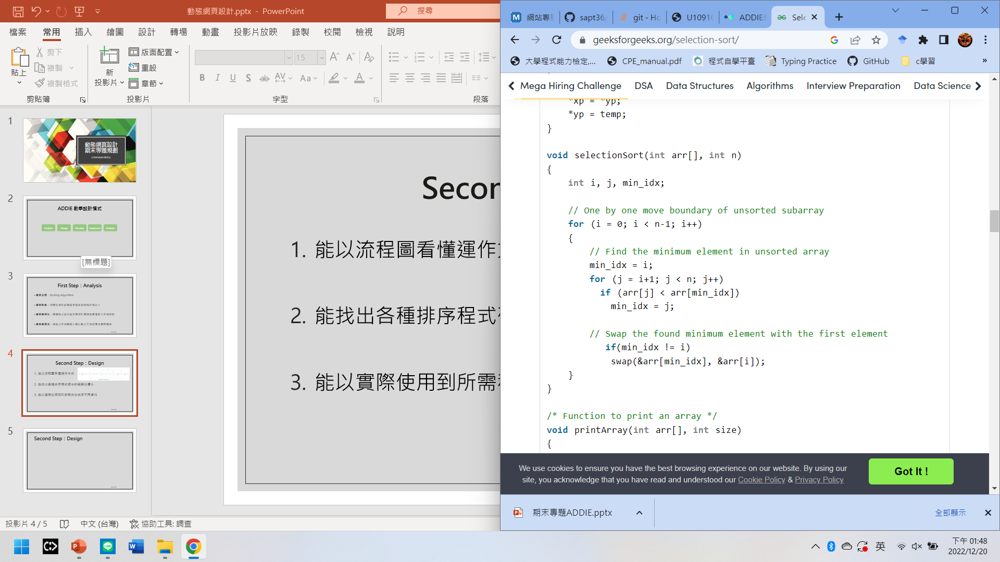 動態網頁設計.pptx - PowerPoint
搜尋
檔案 常用 插入 繪圖 設計 轉場 動畫 投影片放映 錄製 校閱 檢視 說明
貼上
剪下
複製
複製格式
剪貼簿
新
投影片
版面配置
重設
章節
投影片
15
B I U S ab AV Aa A
字型
段落
1
動態網頁設計
期末專題規劃
2
ADDIE 教學設計模式
Analysis Design Develop Implement Evaluate
[無標題]
3
First Step:Analysis
4
Second Step:Design
1. 能以流程圖看懂運作方式
2. 能找出各種排序程式碼中的關鍵並優化
3. 能以實際使用到所需程式中排序不同資料
5
Second Step:Design
Secon
1. 能以流程圖看懂運作
2. 能找出各種排序程式
3. 能以實際使用到所需
投影片 4 / 5 中文 (台灣) 協助工具: 調查
網站專 sapt36/ git - Ho U1091 ADDIE Sele
geeksforgeeks.org/selection-sort/
大學程式能力檢定,... CPE_manual.pdf 程式自學平臺 Typing Practice GitHub c學習 »
Mega Hiring Challenge DSA Data Structures Algorithms Interview Preparation Data Science
*xp = *yp;
*yp = temp;
}
void selectionSort(int arr[], int n)
{
int i, j, min_idx;
// One by one move boundary of unsorted subarray
for (i = 0; i < n-1; i++)
{
// Find the minimum element in unsorted array
min_idx = i;
for (j = i+1; j < n; j++)
if (arr[j] < arr[min_idx])
min_idx = j;
// Swap the found minimum element with the first element
if(min_idx != i)
swap(&arr[min_idx], &arr[i]);
}
}
/* Function to print an array */
void printArray(int arr[], int size)
{
We use cookies to ensure you have the best browsing experience on our website. By using our
site, you acknowledge that you have read and understood our Cookie Policy & Privacy Policy
Got It !
期末專題ADDIE.pptx
全部顯示
英
下午 01:48
2022/12/20